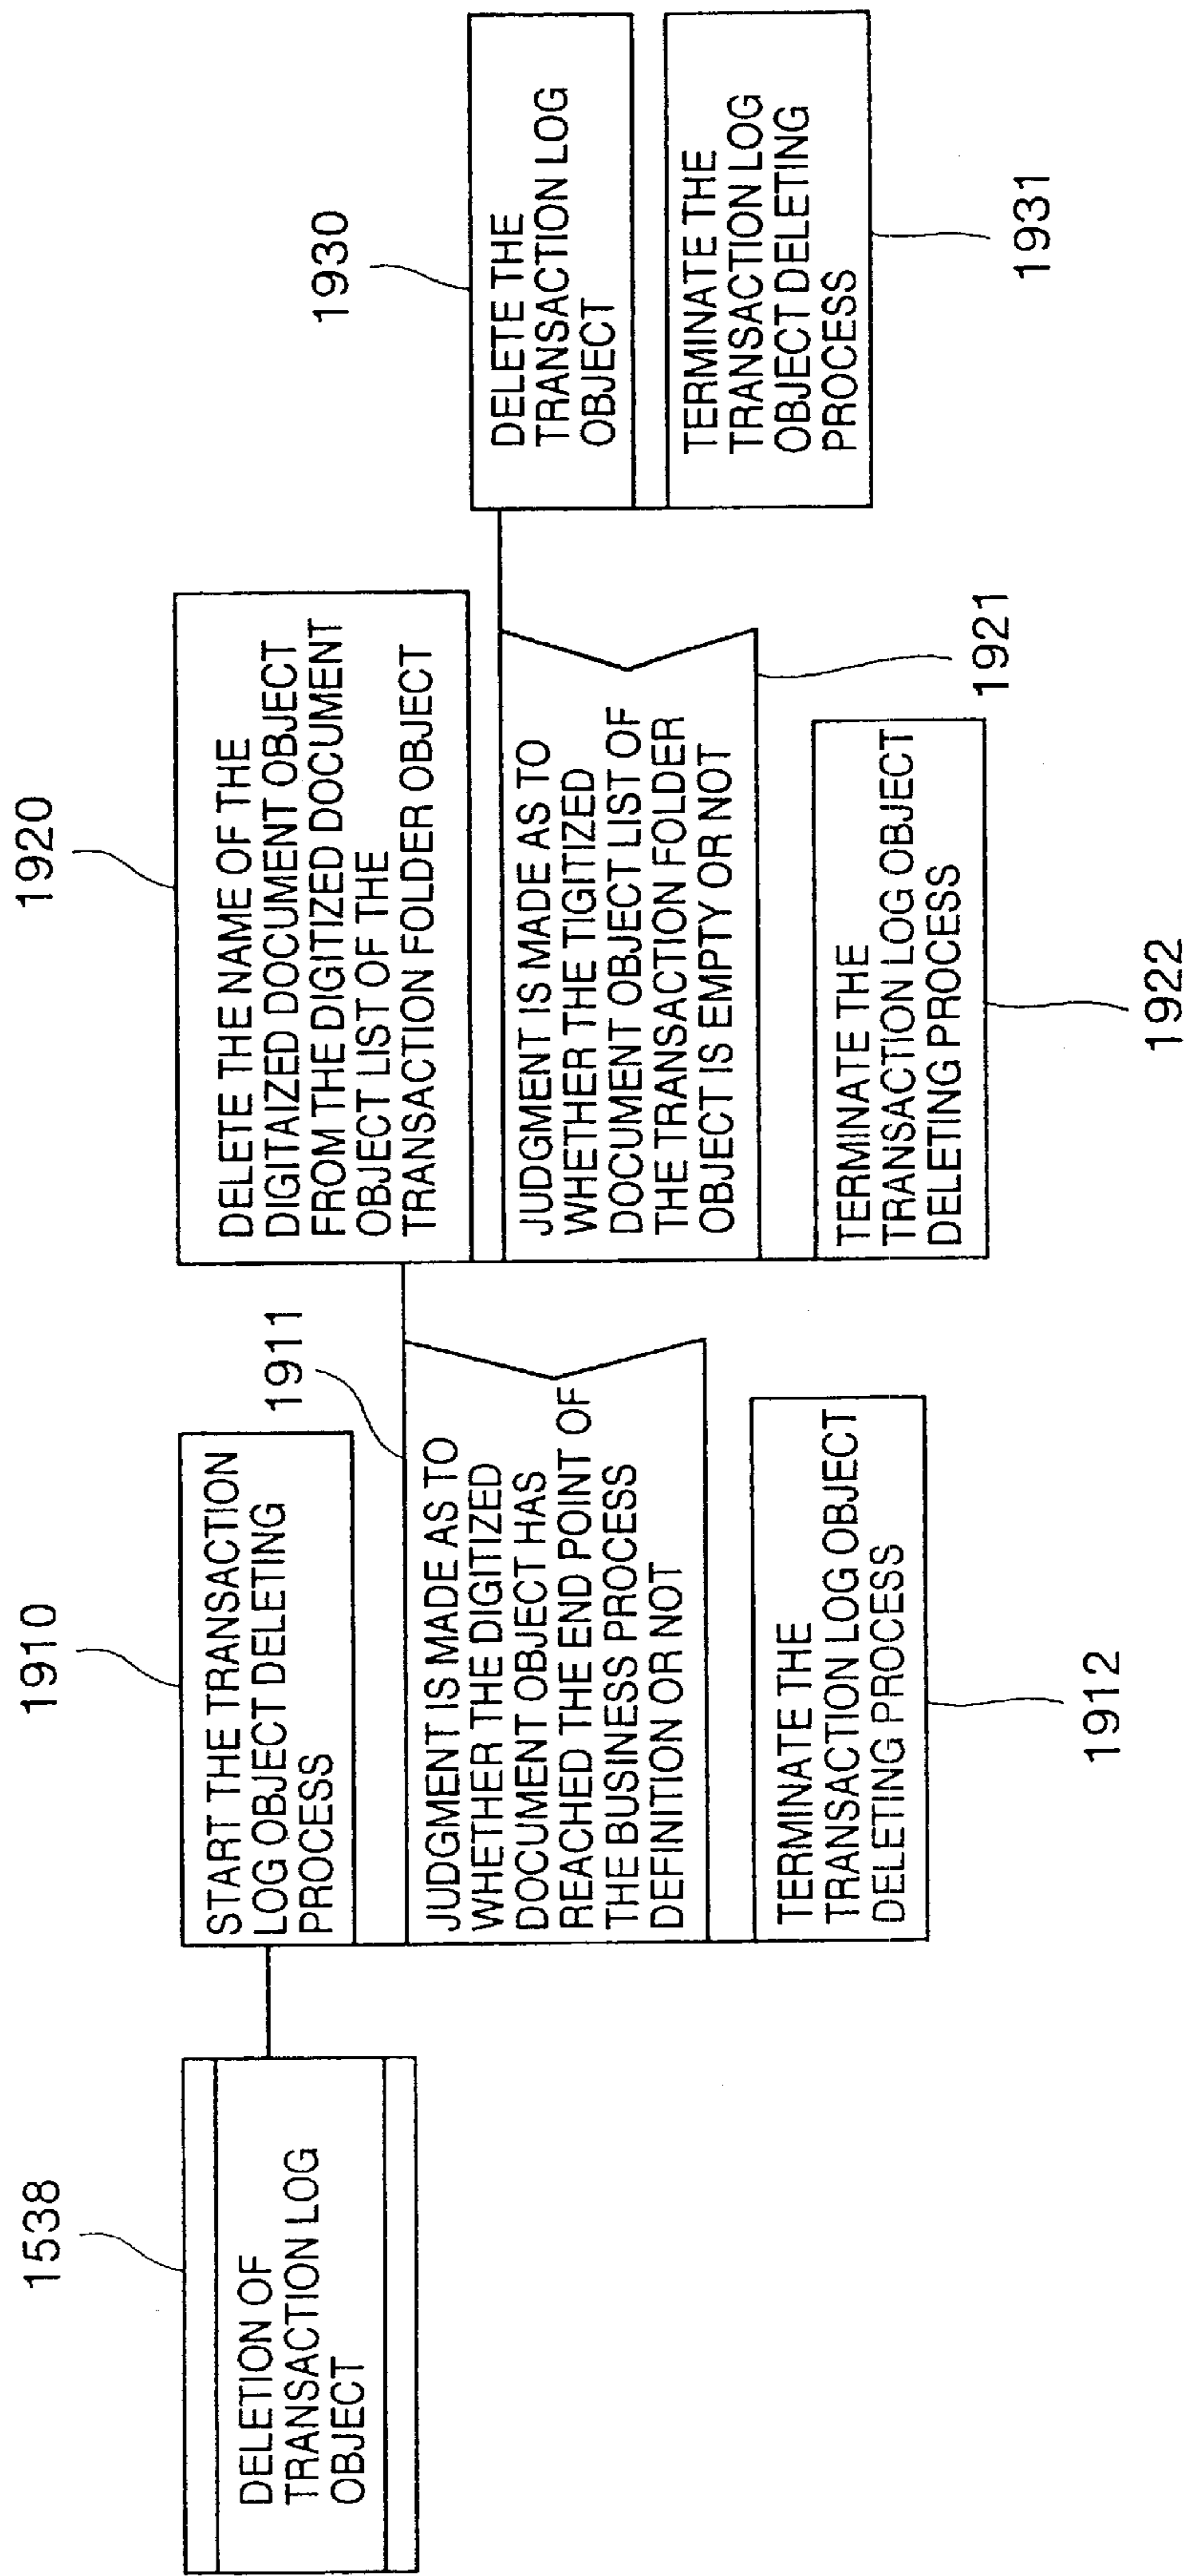 1538
DELETION OF
TRANSACTION LOG
OBJECT
1910
START THE TRANSACTION
LOG OBJECT DELETING
PROCESS
1911
JUDGMENT IS MADE AS TO
WHETHER THE DIGITIZED
DOCUMENT OBJECT HAS
REACHED THE END POINT OF
THE BUSINESS PROCESS
DEFINITION OR NOT
TERMINATE THE
TRANSACTION LOG OBJECT
DELETING PROCESS
1912
1920
DELETE THE NAME OF THE
DIGITAIZED DOCUMENT OBJECT
FROM THE DIGITIZED DOCUMENT
OBJECT LIST OF THE
TRANSACTION FOLDER OBJECT
JUDGMENT IS MADE AS TO
WHETHER THE TIGITIZED
DOCUMENT OBJECT LIST OF
THE TRANSACTION FOLDER
OBJECT IS EMPTY OR NOT
1921
TERMINATE THE
TRANSACTION LOG OBJECT
DELETING PROCESS
1922
1930
DELETE THE
TRANSACTION LOG
OBJECT
TERMINATE THE
TRANSACTION LOG
OBJECT DELETING
PROCESS
1931